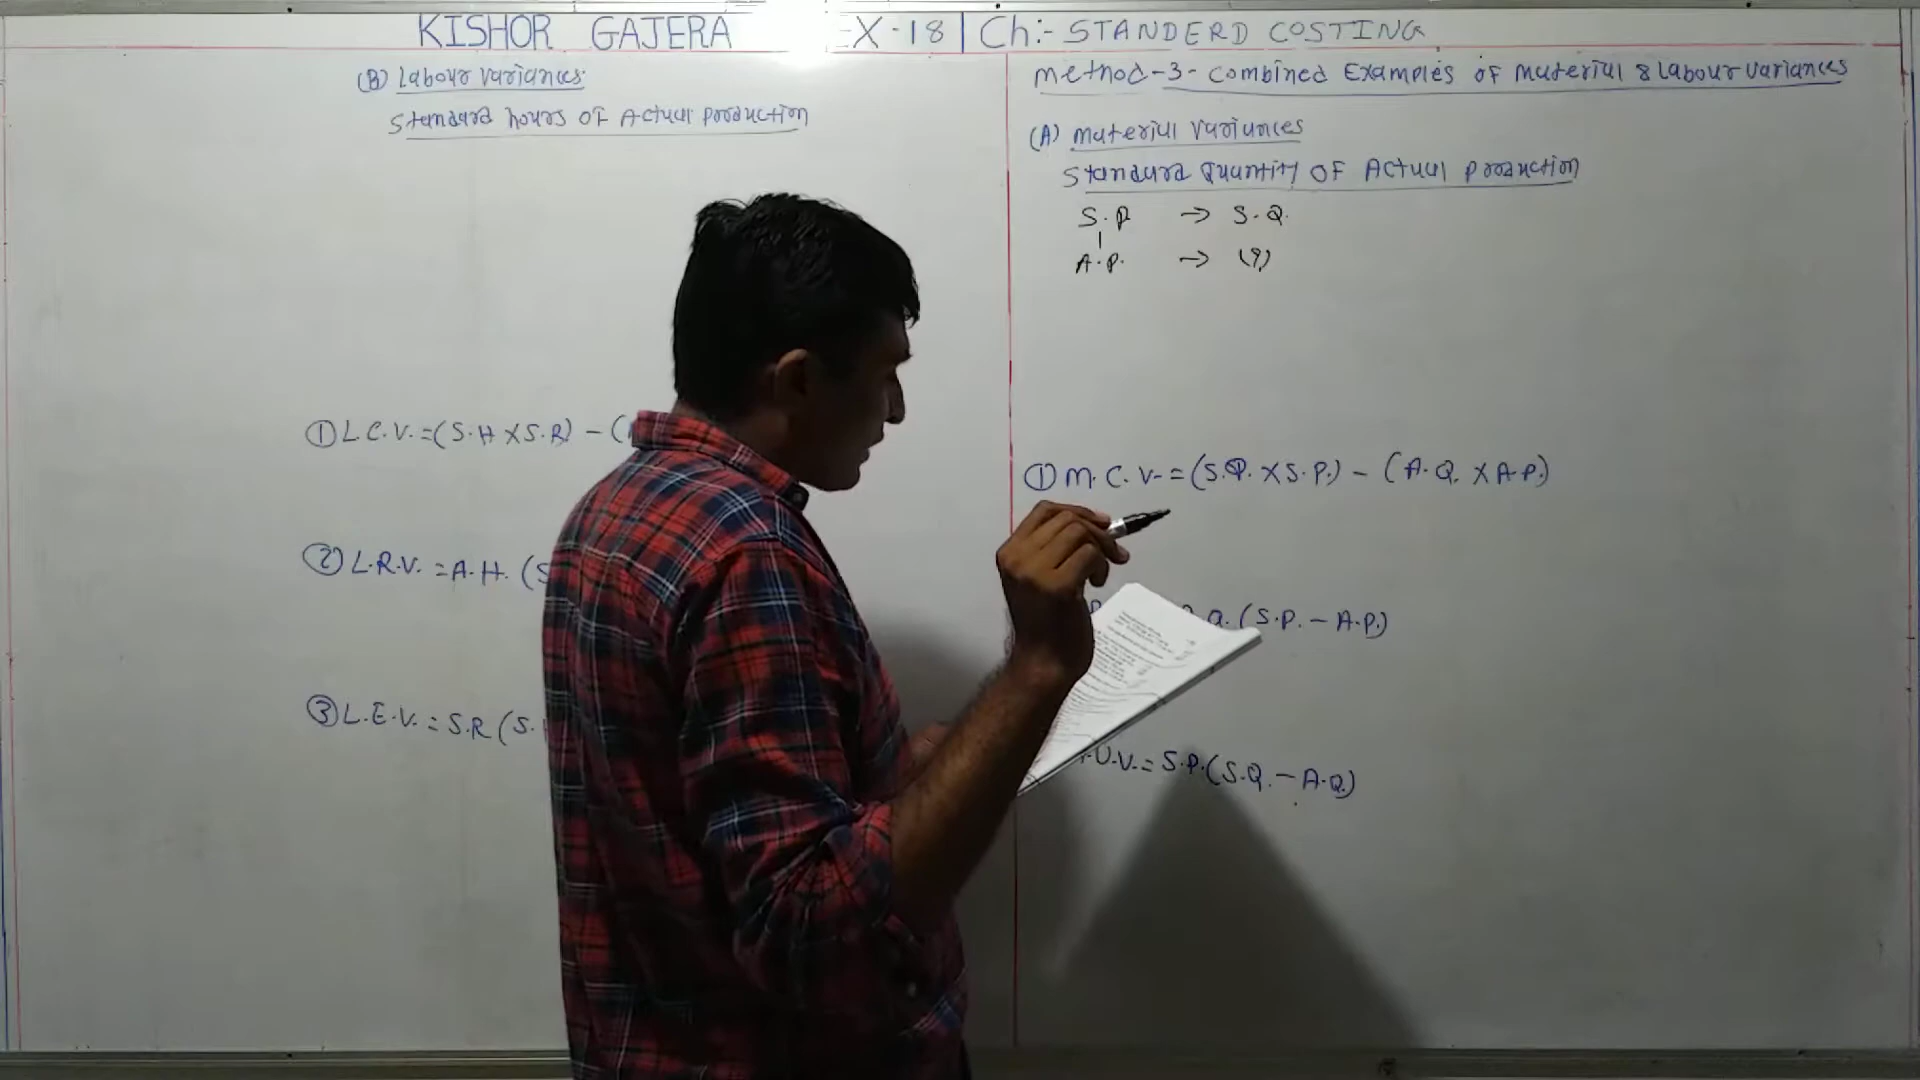 KISHOR GAJERA EX-18 | Ch:- STANDERD COSTING
(B) Labour variances:
Standard hours OF Actual production
① L.C.V. = (S.H X S.R) - (
② L.R.V. = A.H. (S
③ L.E.V. = S.R (S.
Method-3- Combined Examples of Material & Labour variances
(A) Material Variances
Standard Quantity OF Actual production
S.P → S.Q.
A.P. → (?)
① M.C.V. = (S.Q. X S.P.) - (A.Q. X A.P.)
Q. (S.P. - A.P.)
.U.V. = S.P. (S.Q. - A.Q.)